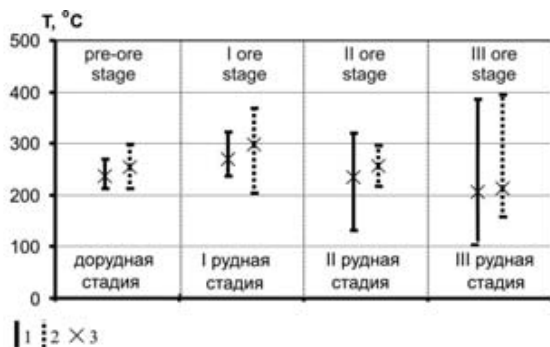 T, °C
500
400
300
200
100
0
pre-ore
stage
I ore
stage
II ore
stage
III ore
stage
дорудная
стадия
I рудная
стадия
II рудная
стадия
III рудная
стадия
1 2 3